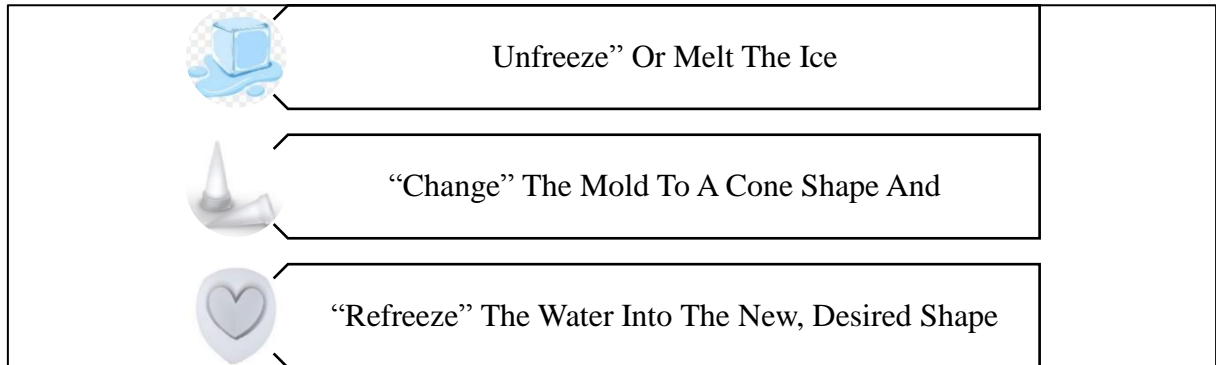 Unfreeze” Or Melt The Ice
“Change” The Mold To A Cone Shape And
“Refreeze” The Water Into The New, Desired Shape